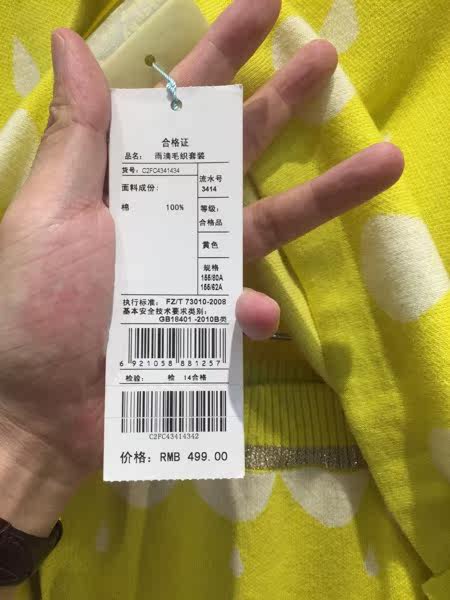 合格证
品名: 雨滴毛织套装
货号: C2FC4341434
流水号
3414
面料成份:
棉 100%
等级:
合格品
黄色
规格
155/80A
155/62A
执行标准: FZ/T 73010-2008
基本安全技术要求类别:
GB18401 -2010B类
6 921058 881257
检验: 检 14合格
C2FC43414342
价格: RMB 499.00